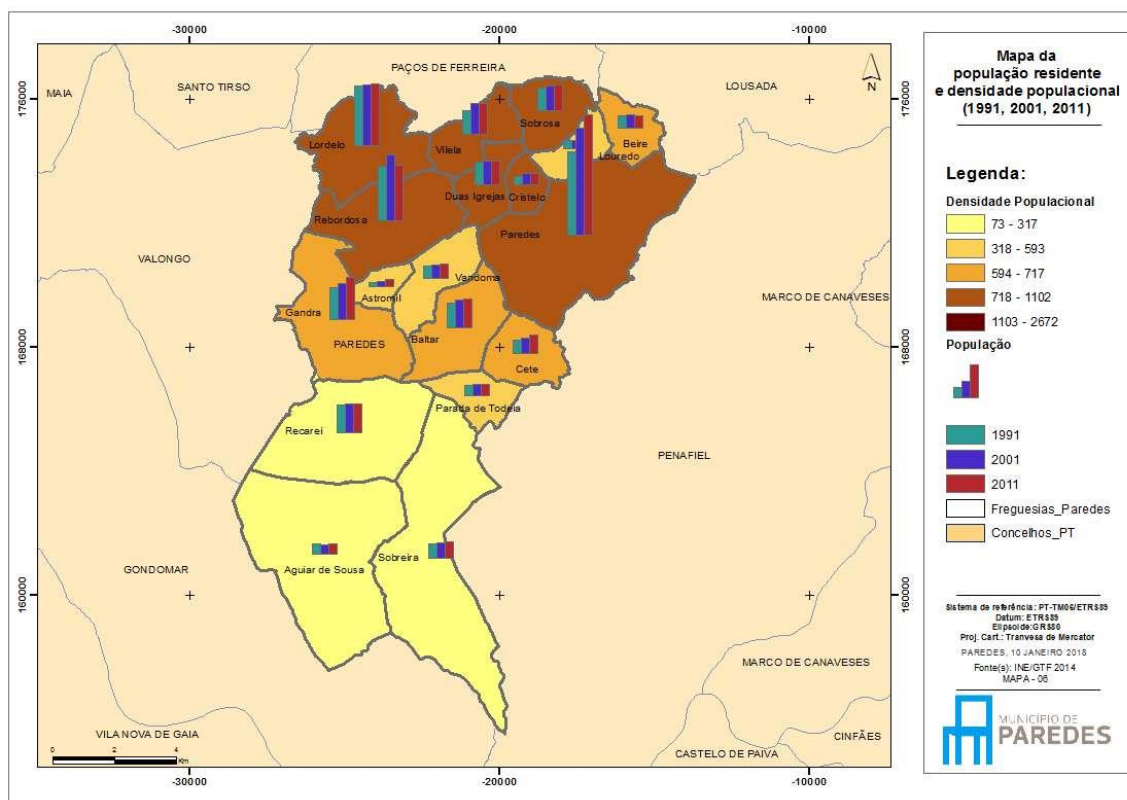 -30000
-20000
-10000
PAÇOS DE FERREIRA
SANTO TIRSO
MAIA
LOUSADA
N
170000
170000
Sobrosa
Beire
Lordelo
Vilela
Louredo
Duas Igrejas
Cristelo
Rebordosa
Paredes
VALONGO
Vandoma
MARCO DE CANAVESES
Astromil
Gandra
PAREDES
Baltar
168000
168000
Cete
Parada de Todeia
Recarei
PENAFIEL
Sobreira
Aguiar de Sousa
GONDOMAR
160000
160000
MARCO DE CANAVESES
VILA NOVA DE GAIA
CINFÃES
CASTELO DE PAIVA
0 2 4
Km
-30000
-20000
-10000
Mapa da
população residente
e densidade populacional
(1991, 2001, 2011)
Legenda:
Densidade Populacional
73 - 317
318 - 593
594 - 717
718 - 1102
1103 - 2672
População
1991
2001
2011
Freguesias_Paredes
Concelhos_PT
Sistema de referência: PT-TM06/ETRS89
Datum: ETRS89
Elipsoide:GRS80
Proj. Cart.: Tranvesa de Mercator
PAREDES, 10 JANEIRO 2018
Fonte(s): INE/GTF 2014
MAPA - 06
MUNICÍPIO DE
PAREDES